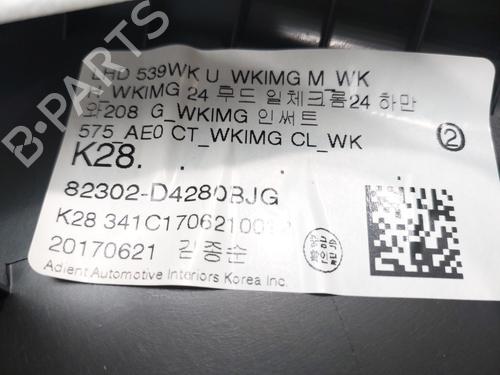 LHD 539WK U_WKIMG M_WK
WKIMG 24 무드 일체크롬24 하만
208 G_WKIMG 인써트
575_AE0 CT_WKIMG CL_WK
②
K28.
82302-D4280BJG
K28 341C170621001
20170621 김종순
Adient Automotive Interiors Korea Inc.
B-PARTS